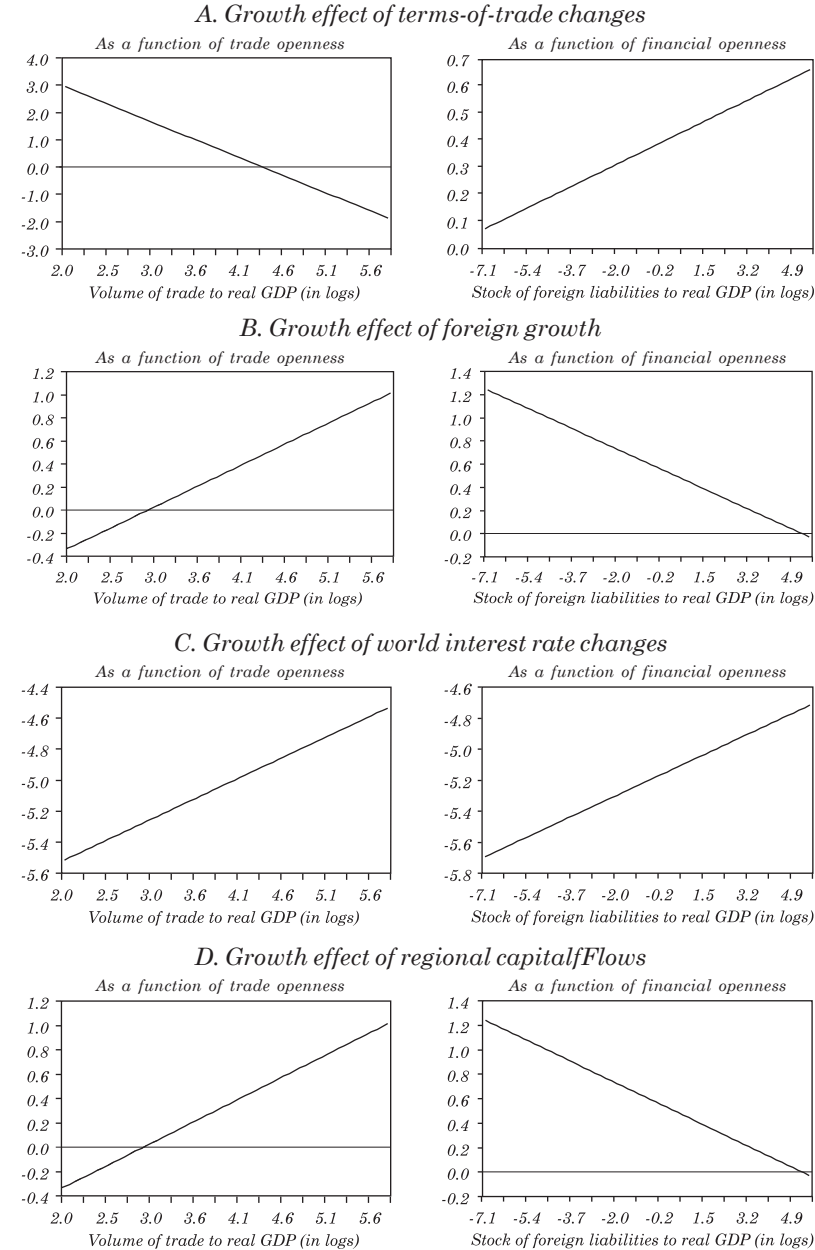 A. Growth effect of terms-of-trade changes
As a function of trade openness
As a function of financial openness
4.0
3.0
2.0
1.0
0.0
-1.0
-2.0
-3.0
2.0 2.5 3.0 3.6 4.1 4.6 5.1 5.6
Volume of trade to real GDP (in logs)
0.7
0.6
0.5
0.4
0.3
0.2
0.1
0.0
-7.1 -5.4 -3.7 -2.0 -0.2 1.5 3.2 4.9
Stock of foreign liabilities to real GDP (in logs)
B. Growth effect of foreign growth
As a function of trade openness
As a function of financial openness
1.2
1.0
0.8
0.6
0.4
0.2
0.0
-0.2
-0.4
2.0 2.5 3.0 3.6 4.1 4.6 5.1 5.6
Volume of trade to real GDP (in logs)
1.4
1.2
1.0
0.8
0.6
0.4
0.2
0.0
-0.2
-7.1 -5.4 -3.7 -2.0 -0.2 1.5 3.2 4.9
Stock of foreign liabilities to real GDP (in logs)
C. Growth effect of world interest rate changes
As a function of trade openness
As a function of financial openness
-4.4
-4.6
-4.8
-5.0
-5.2
-5.4
-5.6
2.0 2.5 3.0 3.6 4.1 4.6 5.1 5.6
Volume of trade to real GDP (in logs)
-4.6
-4.8
-5.0
-5.2
-5.4
-5.6
-5.8
-7.1 -5.4 -3.7 -2.0 -0.2 1.5 3.2 4.9
Stock of foreign liabilities to real GDP (in logs)
D. Growth effect of regional capitalfFlows
As a function of trade openness
As a function of financial openness
1.2
1.0
0.8
0.6
0.4
0.2
0.0
-0.2
-0.4
2.0 2.5 3.0 3.6 4.1 4.6 5.1 5.6
Volume of trade to real GDP (in logs)
1.4
1.2
1.0
0.8
0.6
0.4
0.2
0.0
-0.2
-7.1 -5.4 -3.7 -2.0 -0.2 1.5 3.2 4.9
Stock of foreign liabilities to real GDP (in logs)